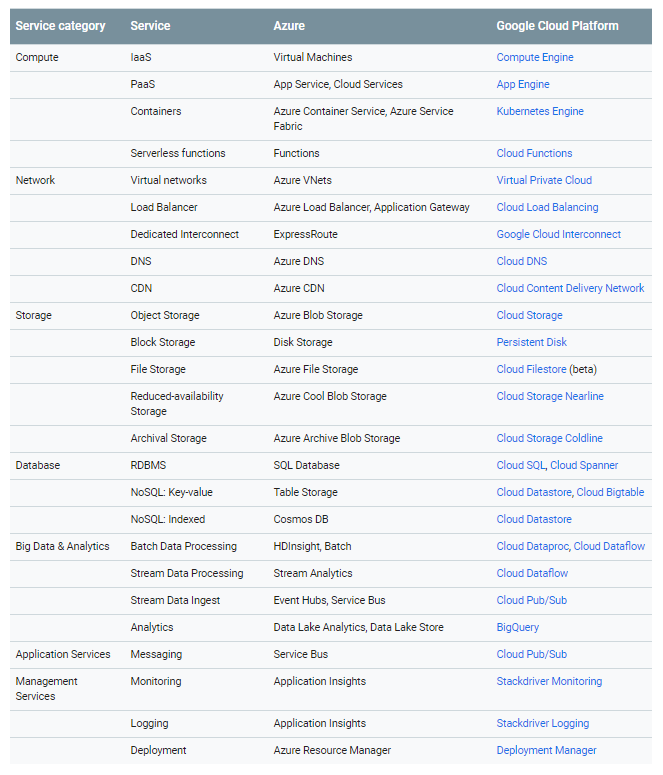 Service category Service Azure Google Cloud Platform
Compute IaaS Virtual Machines Compute Engine
PaaS App Service, Cloud Services App Engine
Containers Azure Container Service, Azure Service Fabric Kubernetes Engine
Serverless functions Functions Cloud Functions
Network Virtual networks Azure VNets Virtual Private Cloud
Load Balancer Azure Load Balancer, Application Gateway Cloud Load Balancing
Dedicated Interconnect ExpressRoute Google Cloud Interconnect
DNS Azure DNS Cloud DNS
CDN Azure CDN Cloud Content Delivery Network
Storage Object Storage Azure Blob Storage Cloud Storage
Block Storage Disk Storage Persistent Disk
File Storage Azure File Storage Cloud Filestore (beta)
Reduced-availability Storage Azure Cool Blob Storage Cloud Storage Nearline
Archival Storage Azure Archive Blob Storage Cloud Storage Coldline
Database RDBMS SQL Database Cloud SQL, Cloud Spanner
NoSQL: Key-value Table Storage Cloud Datastore, Cloud Bigtable
NoSQL: Indexed Cosmos DB Cloud Datastore
Big Data & Analytics Batch Data Processing HDInsight, Batch Cloud Dataproc, Cloud Dataflow
Stream Data Processing Stream Analytics Cloud Dataflow
Stream Data Ingest Event Hubs, Service Bus Cloud Pub/Sub
Analytics Data Lake Analytics, Data Lake Store BigQuery
Application Services Messaging Service Bus Cloud Pub/Sub
Management Services Monitoring Application Insights Stackdriver Monitoring
Logging Application Insights Stackdriver Logging
Deployment Azure Resource Manager Deployment Manager